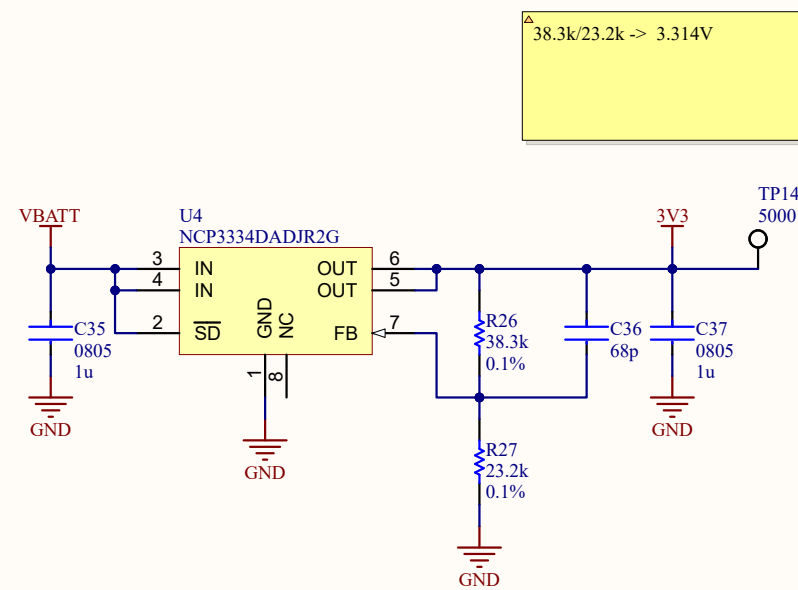 38.3k/23.2k -> 3.314V
TP14
5000
VBATT
U4
NCP3334DADJR2G
3V3
3
IN
OUT
6
4
IN
OUT
5
2
SD
GND
NC
FB
7
1
8
C35
0805
1u
R26
38.3k
0.1%
C36
68p
C37
0805
1u
GND
GND
GND
R27
23.2k
0.1%
GND